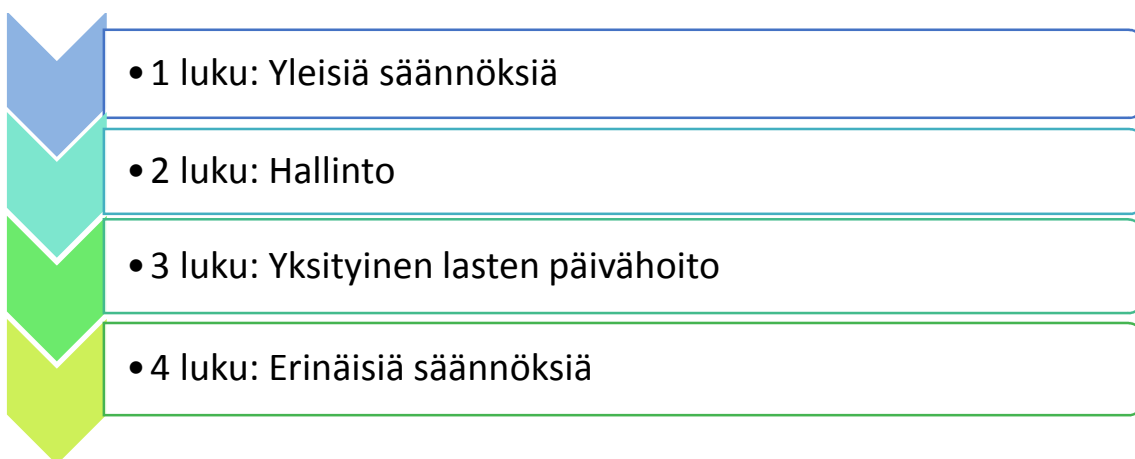 •1 luku: Yleisiä säännöksiä
•2 luku: Hallinto
•3 luku: Yksityinen lasten päivähoito
•4 luku: Erinäisiä säännöksiä